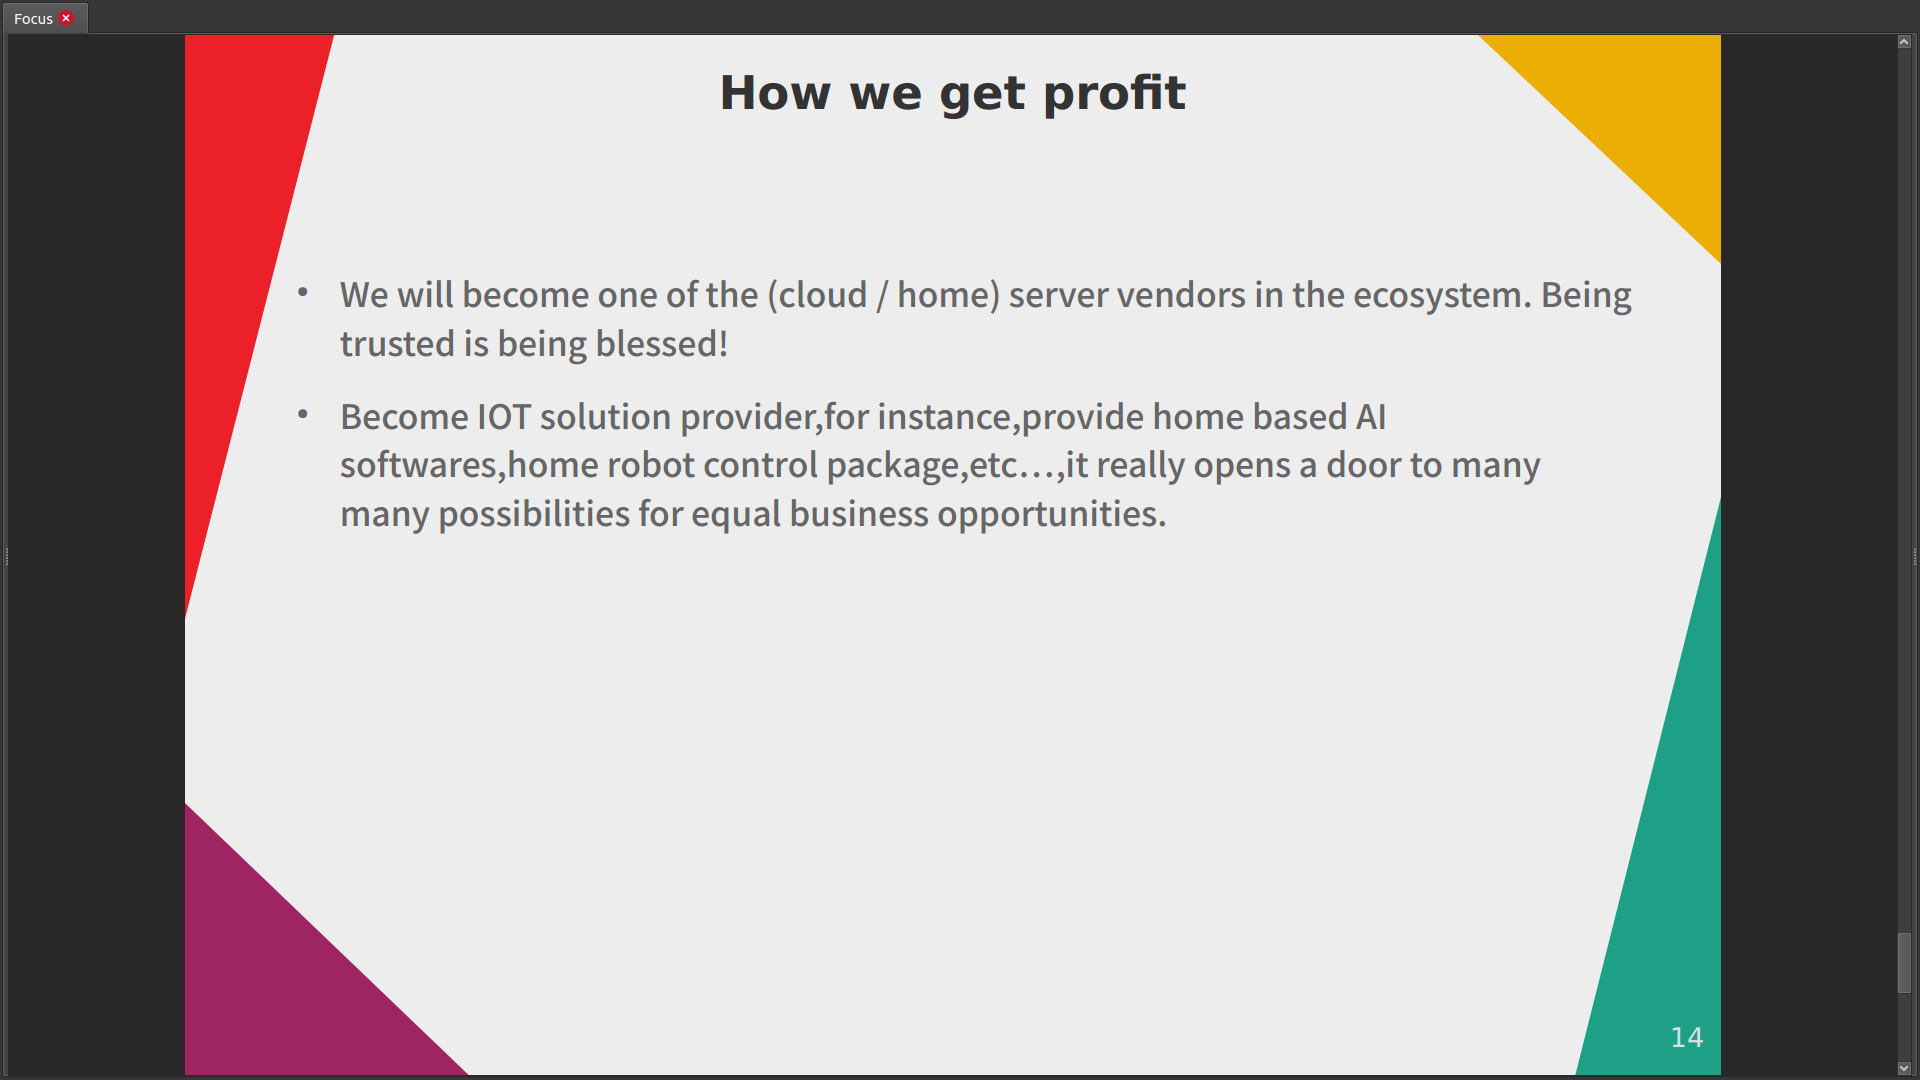 Focus
How we get profit
• We will become one of the (cloud / home) server vendors in the ecosystem. Being
trusted is being blessed!
• Become IOT solution provider,for instance,provide home based AI
softwares,home robot control package,etc…,it really opens a door to many
many possibilities for equal business opportunities.
14